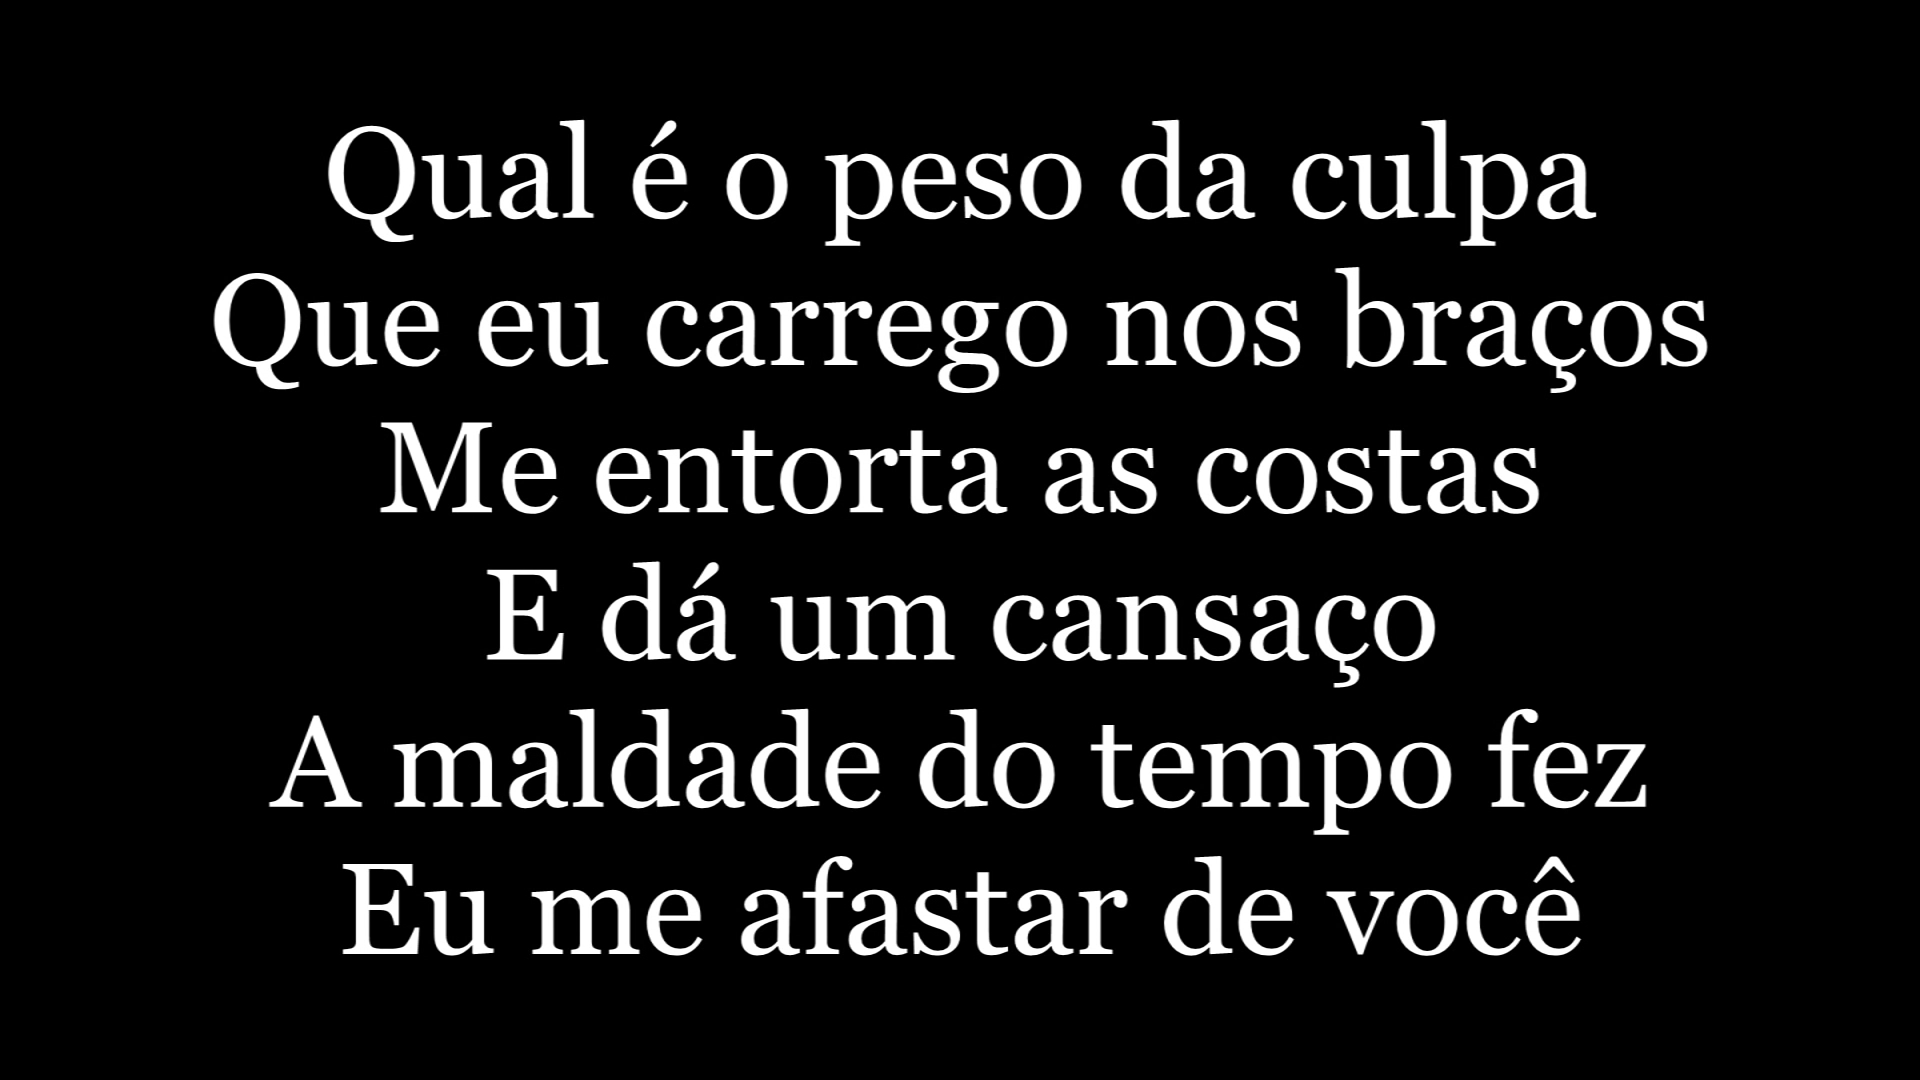 Qual é o peso da culpa
Que eu carrego nos braços
Me entorta as costas
E dá um cansaço
A maldade do tempo fez
Eu me afastar de você